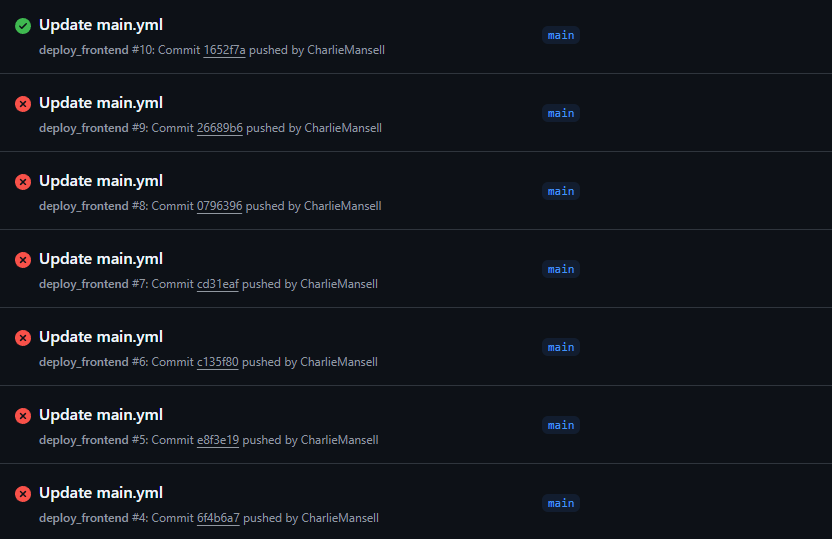 Update main.yml
main
deploy_frontend #10: Commit 1652f7a pushed by CharlieMansell
Update main.yml
main
deploy_frontend #9: Commit 26689b6 pushed by CharlieMansell
Update main.yml
main
deploy_frontend #8: Commit 0796396 pushed by CharlieMansell
Update main.yml
main
deploy_frontend #7: Commit cd31eaf pushed by CharlieMansell
Update main.yml
main
deploy_frontend #6: Commit c135f80 pushed by CharlieMansell
Update main.yml
main
deploy_frontend #5: Commit e8f3e19 pushed by CharlieMansell
Update main.yml
main
deploy_frontend #4: Commit 6f4b6a7 pushed by CharlieMansell